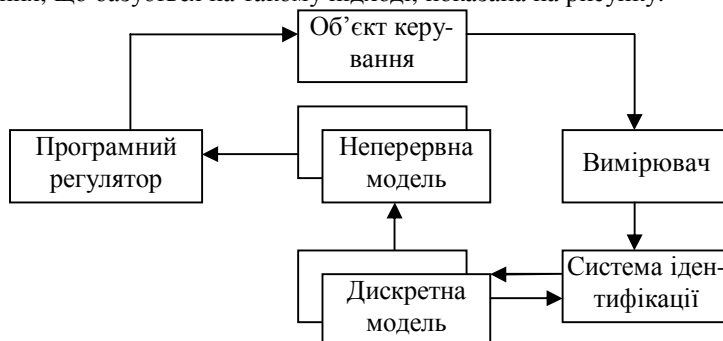 ння, що базується на такому підході, показана на рисунку.
Об’єкт керу-
вання
Програмний
регулятор
Неперервна
модель
Вимірювач
Дискретна
модель
Система іден-
тифікації